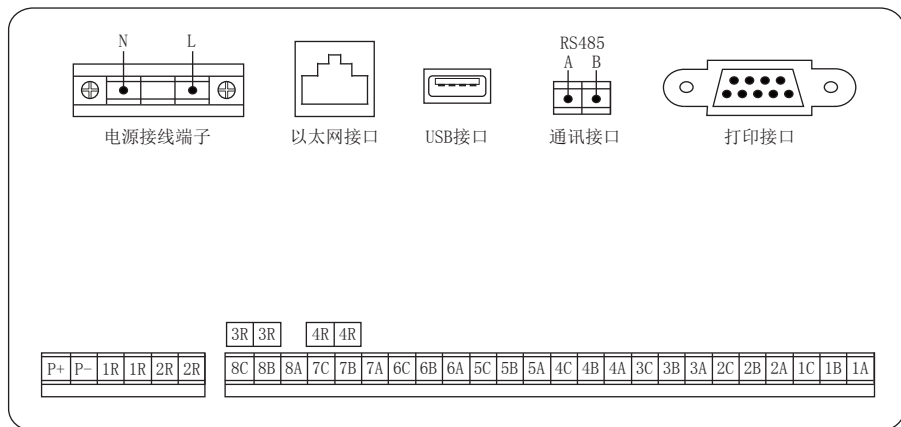 N L
RS485
A B
电源接线端子 以太网接口 USB接口 通讯接口 打印接口
3R 3R 4R 4R
P+ P- 1R 1R 2R 2R 8C 8B 8A 7C 7B 7A 6C 6B 6A 5C 5B 5A 4C 4B 4A 3C 3B 3A 2C 2B 2A 1C 1B 1A